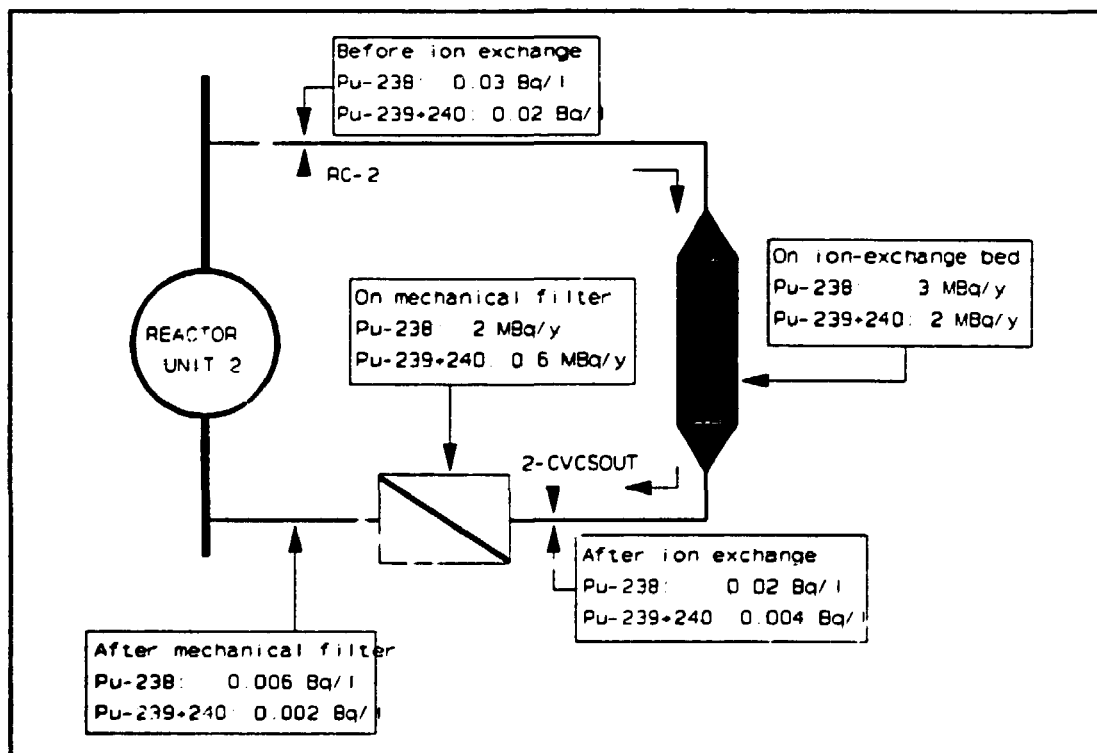 Before ion exchange
Pu-238: 0.03 Bq/l
Pu-239+240: 0.02 Bq/l
RC-2
On ion-exchange bed
Pu-238: 3 MBq/y
Pu-239+240: 2 MBq/y
On mechanical filter
Pu-238: 2 MBq/y
Pu-239+240. 0 6 MBq/y
REACTOR
UNIT 2
2-CVCSOUT
After ion exchange
Pu-238: 0 02 Bq/l
Pu-239+240 0.004 Bq/l
After mechanical filter
Pu-238: 0.006 Bq/l
Pu-239+240: 0.002 Bq/l